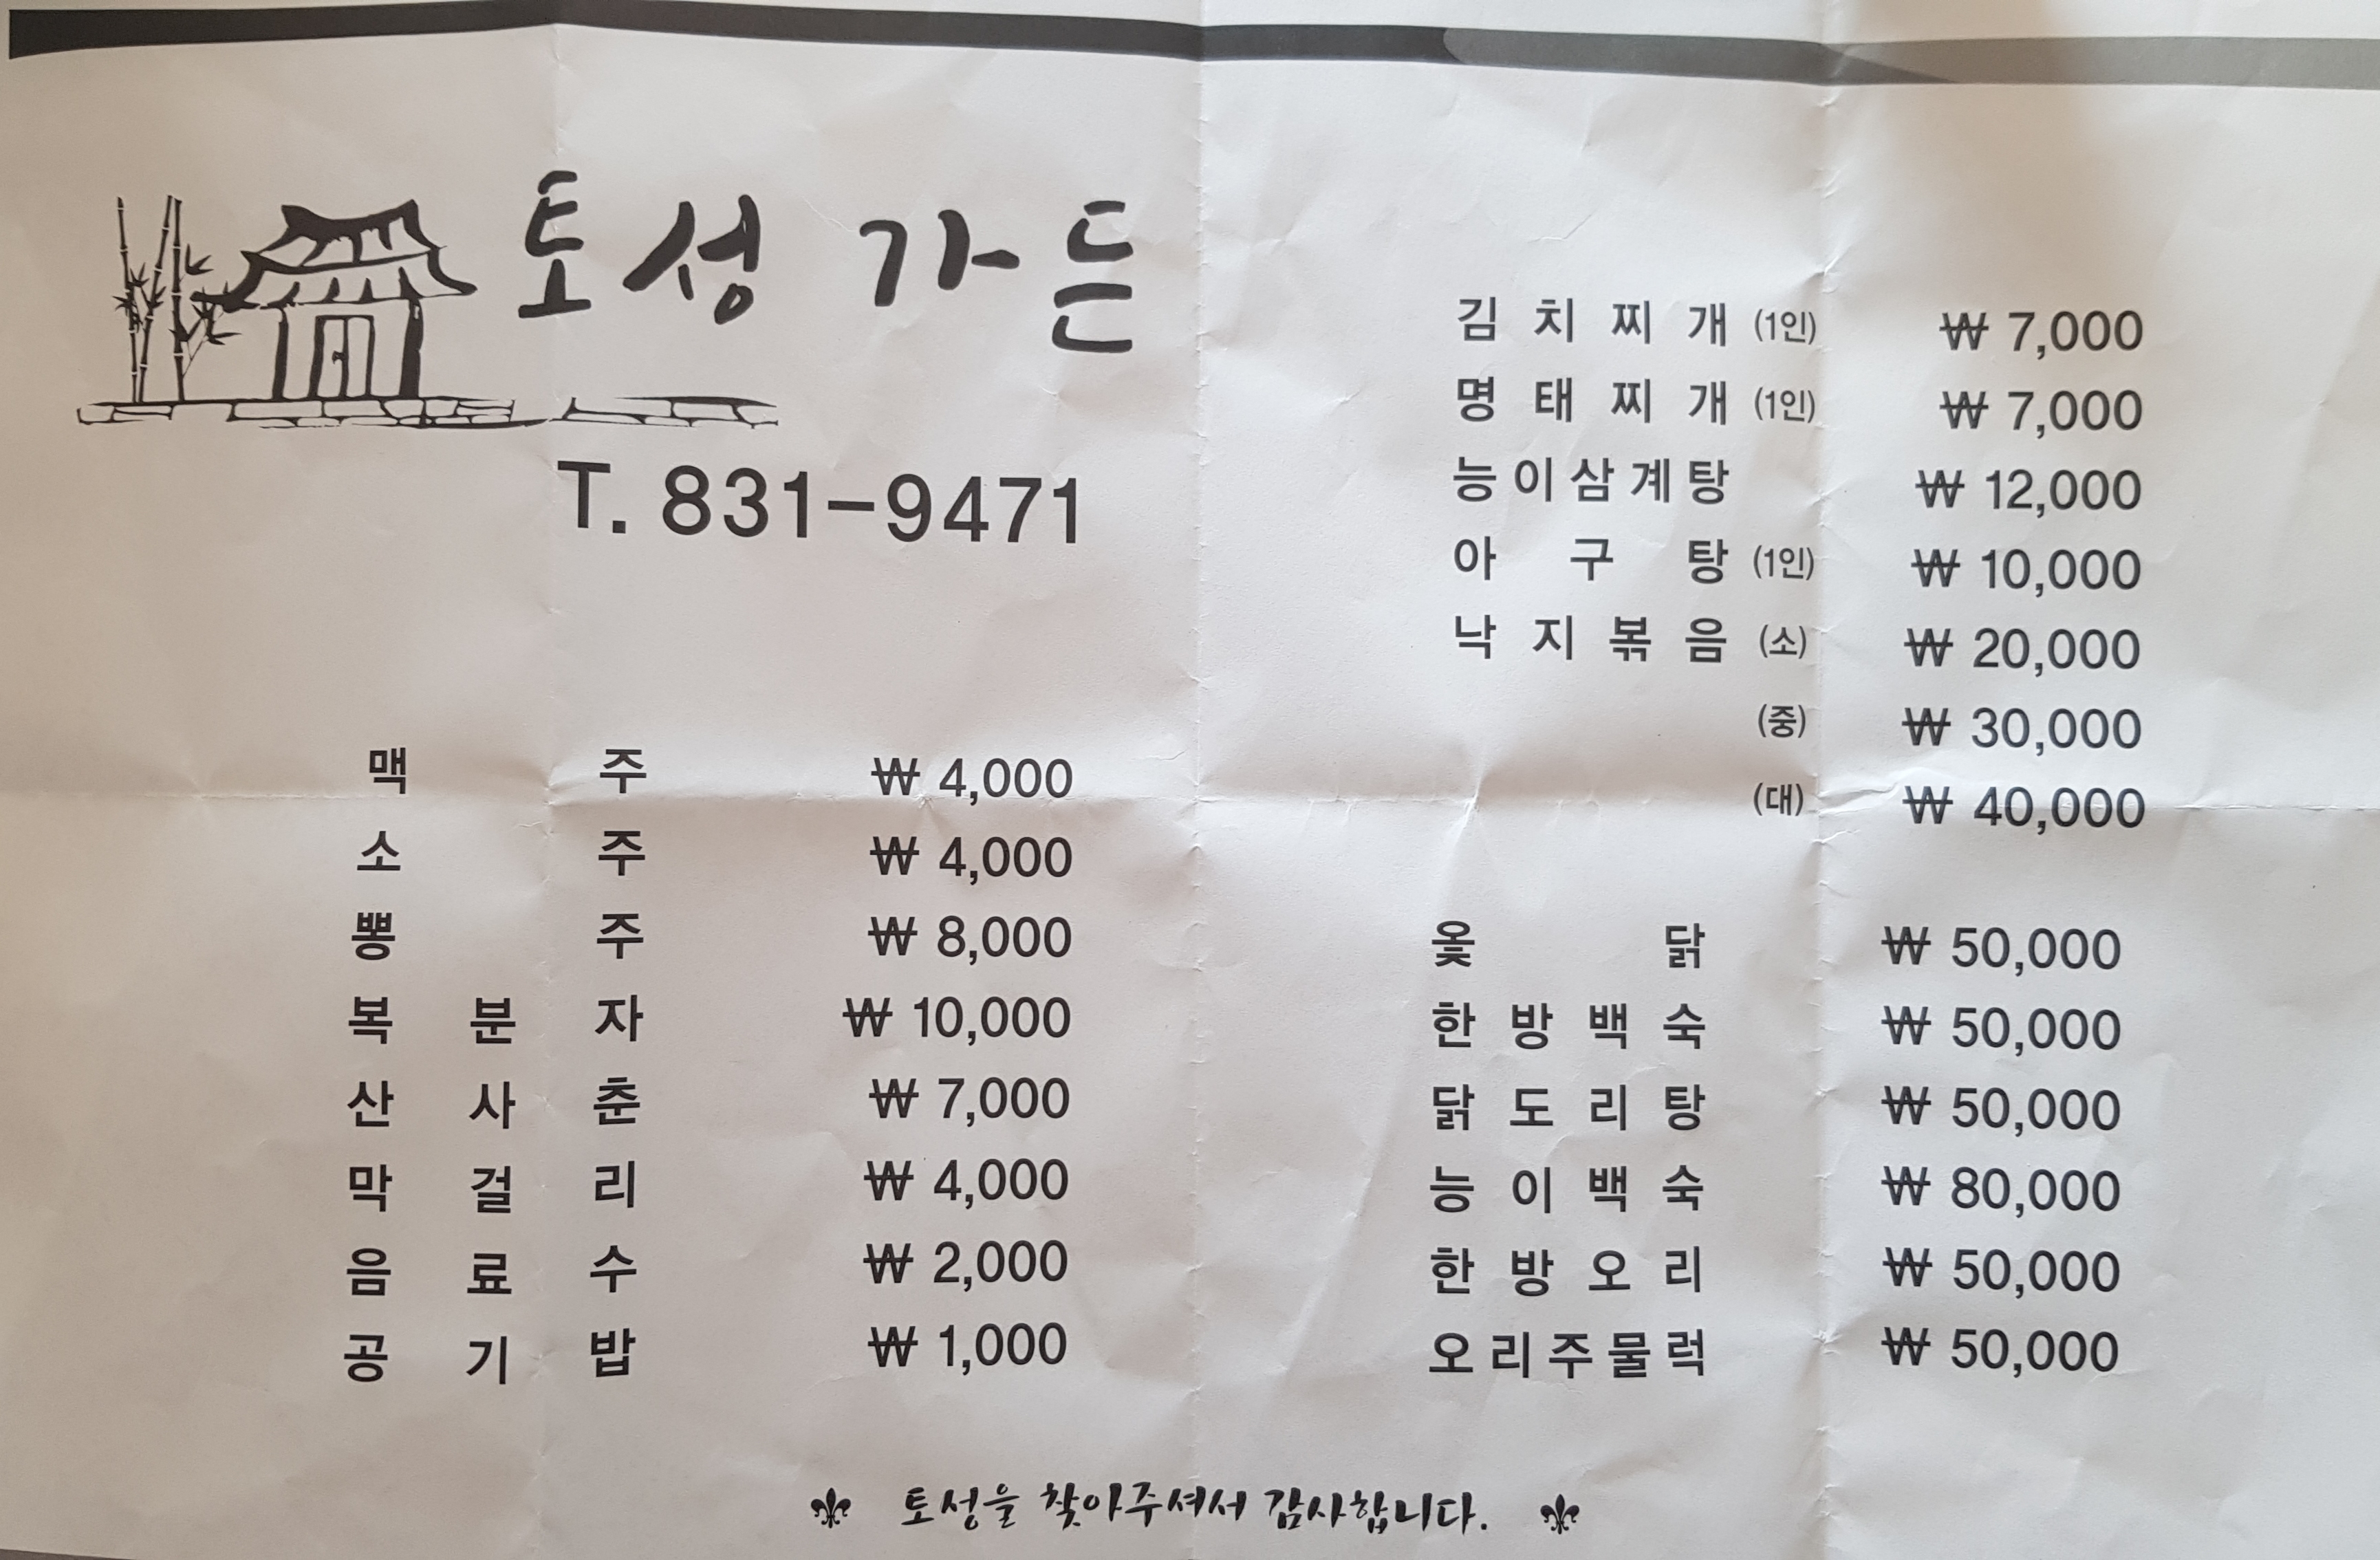 토성 가든
T. 831-9471
맥주 ₩ 4,000
소주 ₩ 4,000
뽕주 ₩ 8,000
복분자 ₩ 10,000
산사춘 ₩ 7,000
막걸리 ₩ 4,000
음료수 ₩ 2,000
공기밥 ₩ 1,000
김치찌개 (1인) ₩ 7,000
명태찌개 (1인) ₩ 7,000
능이삼계탕 ₩ 12,000
아구탕 (1인) ₩ 10,000
낙지볶음 (소) ₩ 20,000
(중) ₩ 30,000
(대) ₩ 40,000
옻닭 ₩ 50,000
한방백숙 ₩ 50,000
닭도리탕 ₩ 50,000
능이백숙 ₩ 80,000
한방오리 ₩ 50,000
오리주물럭 ₩ 50,000
토성을 찾아주셔서 감사합니다.